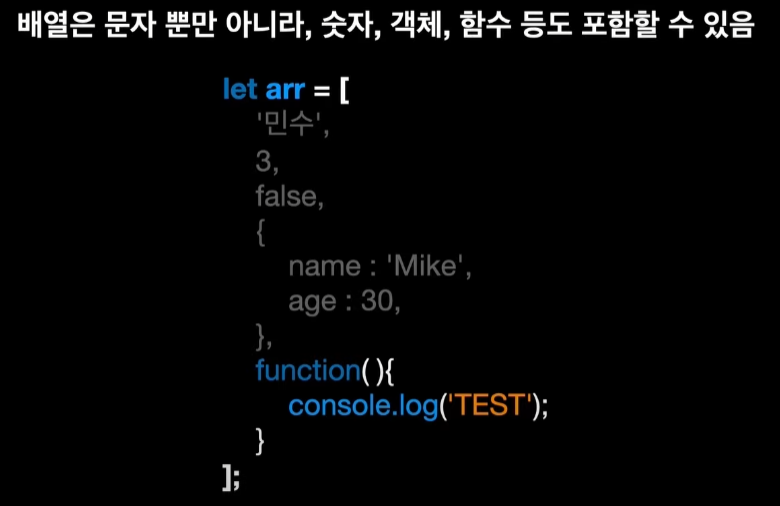 배열은 문자 뿐만 아니라, 숫자, 객체, 함수 등도 포함할 수 있음
let arr = [
'민수',
3,
false,
{
name : 'Mike',
age : 30,
},
function( ){
console.log('TEST');
}
];